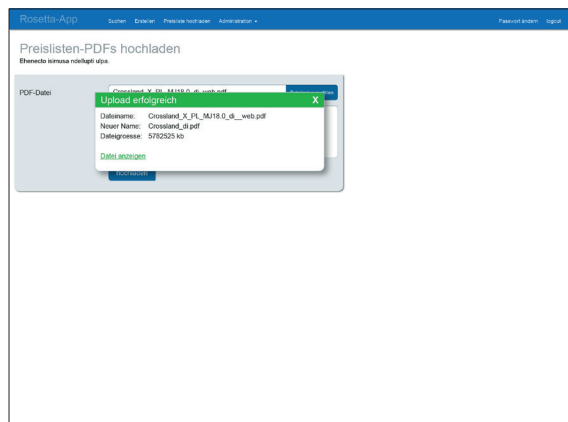 Rosetta-App Suchen Erstellen Preisliste hochladen Administration Passwort ändern logout
Preislisten-PDFs hochladen
Ehenecto isimusa ndellupti ulpa.
PDF-Datei
Upload erfolgreich X
Dateiname: Crossland_X_PL_MJ18.0_di__web.pdf
Neuer Name: Crossland_di.pdf
Dateigroesse: 5782525 kb
Datei anzeigen
hochladen